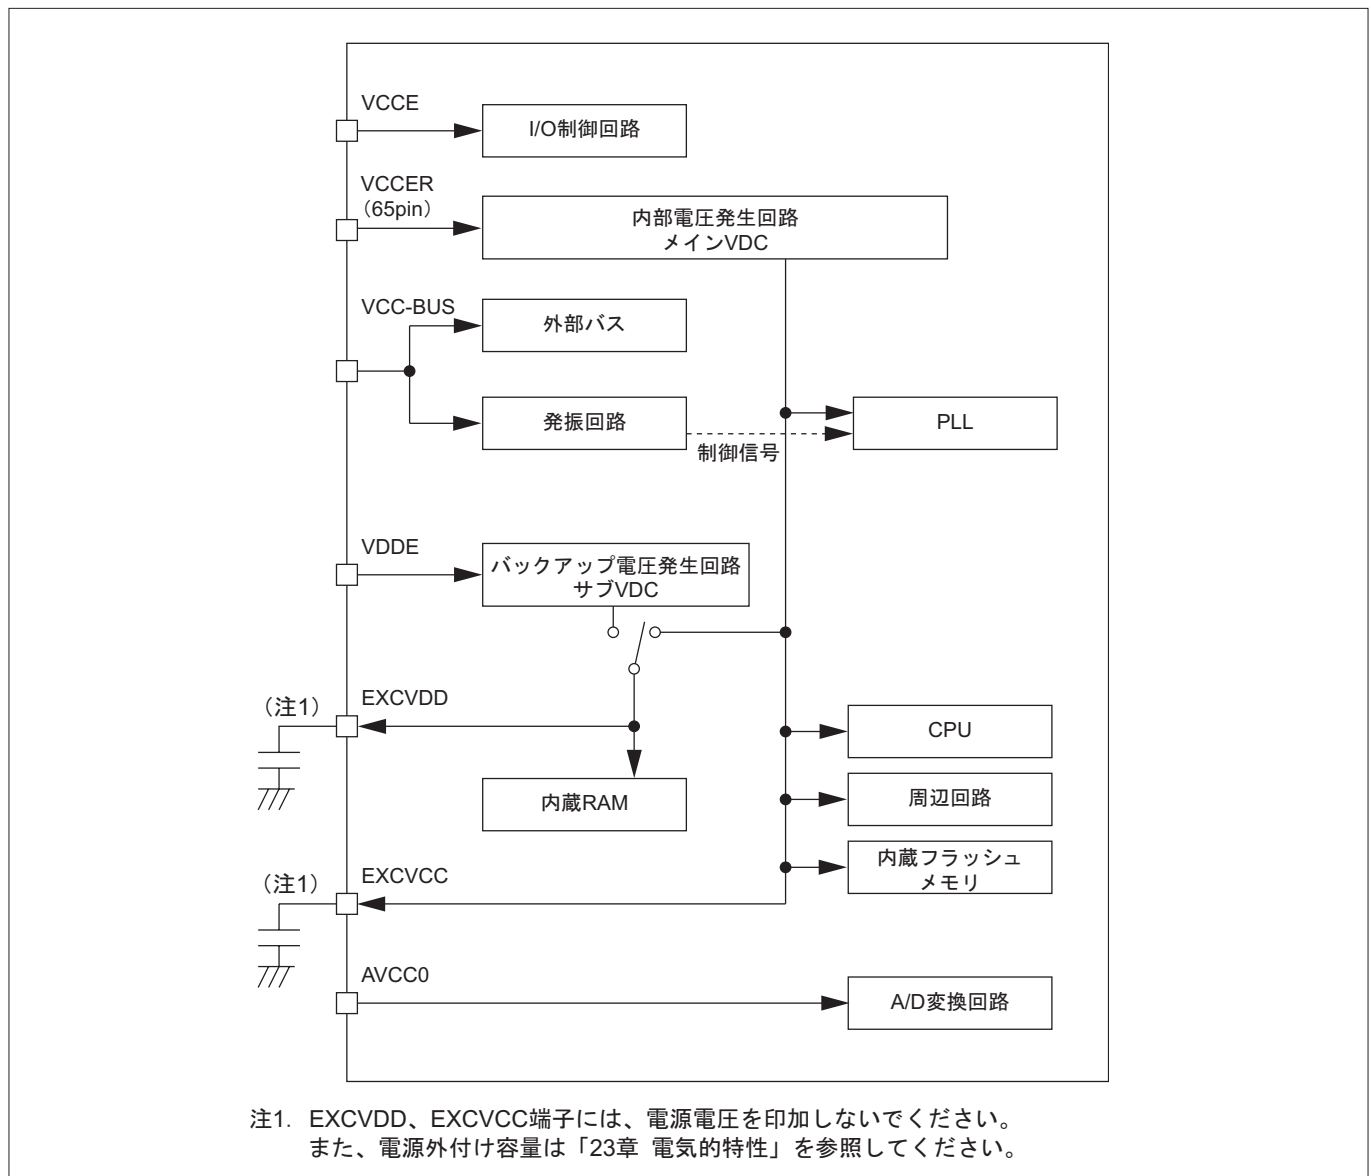 VCCE
I/O制御回路
VCCER
（65pin）
内部電圧発生回路
メインVDC
VCC-BUS
外部バス
発振回路
制御信号
PLL
VDDE
バックアップ電圧発生回路
サブVDC
（注1）
EXCVDD
CPU
内蔵RAM
周辺回路
内蔵フラッシュ
メモリ
（注1）
EXCVCC
AVCC0
A/D変換回路
注1. EXCVDD、EXCVCC端子には、電源電圧を印加しないでください。
また、電源外付け容量は「23章 電気的特性」を参照してください。